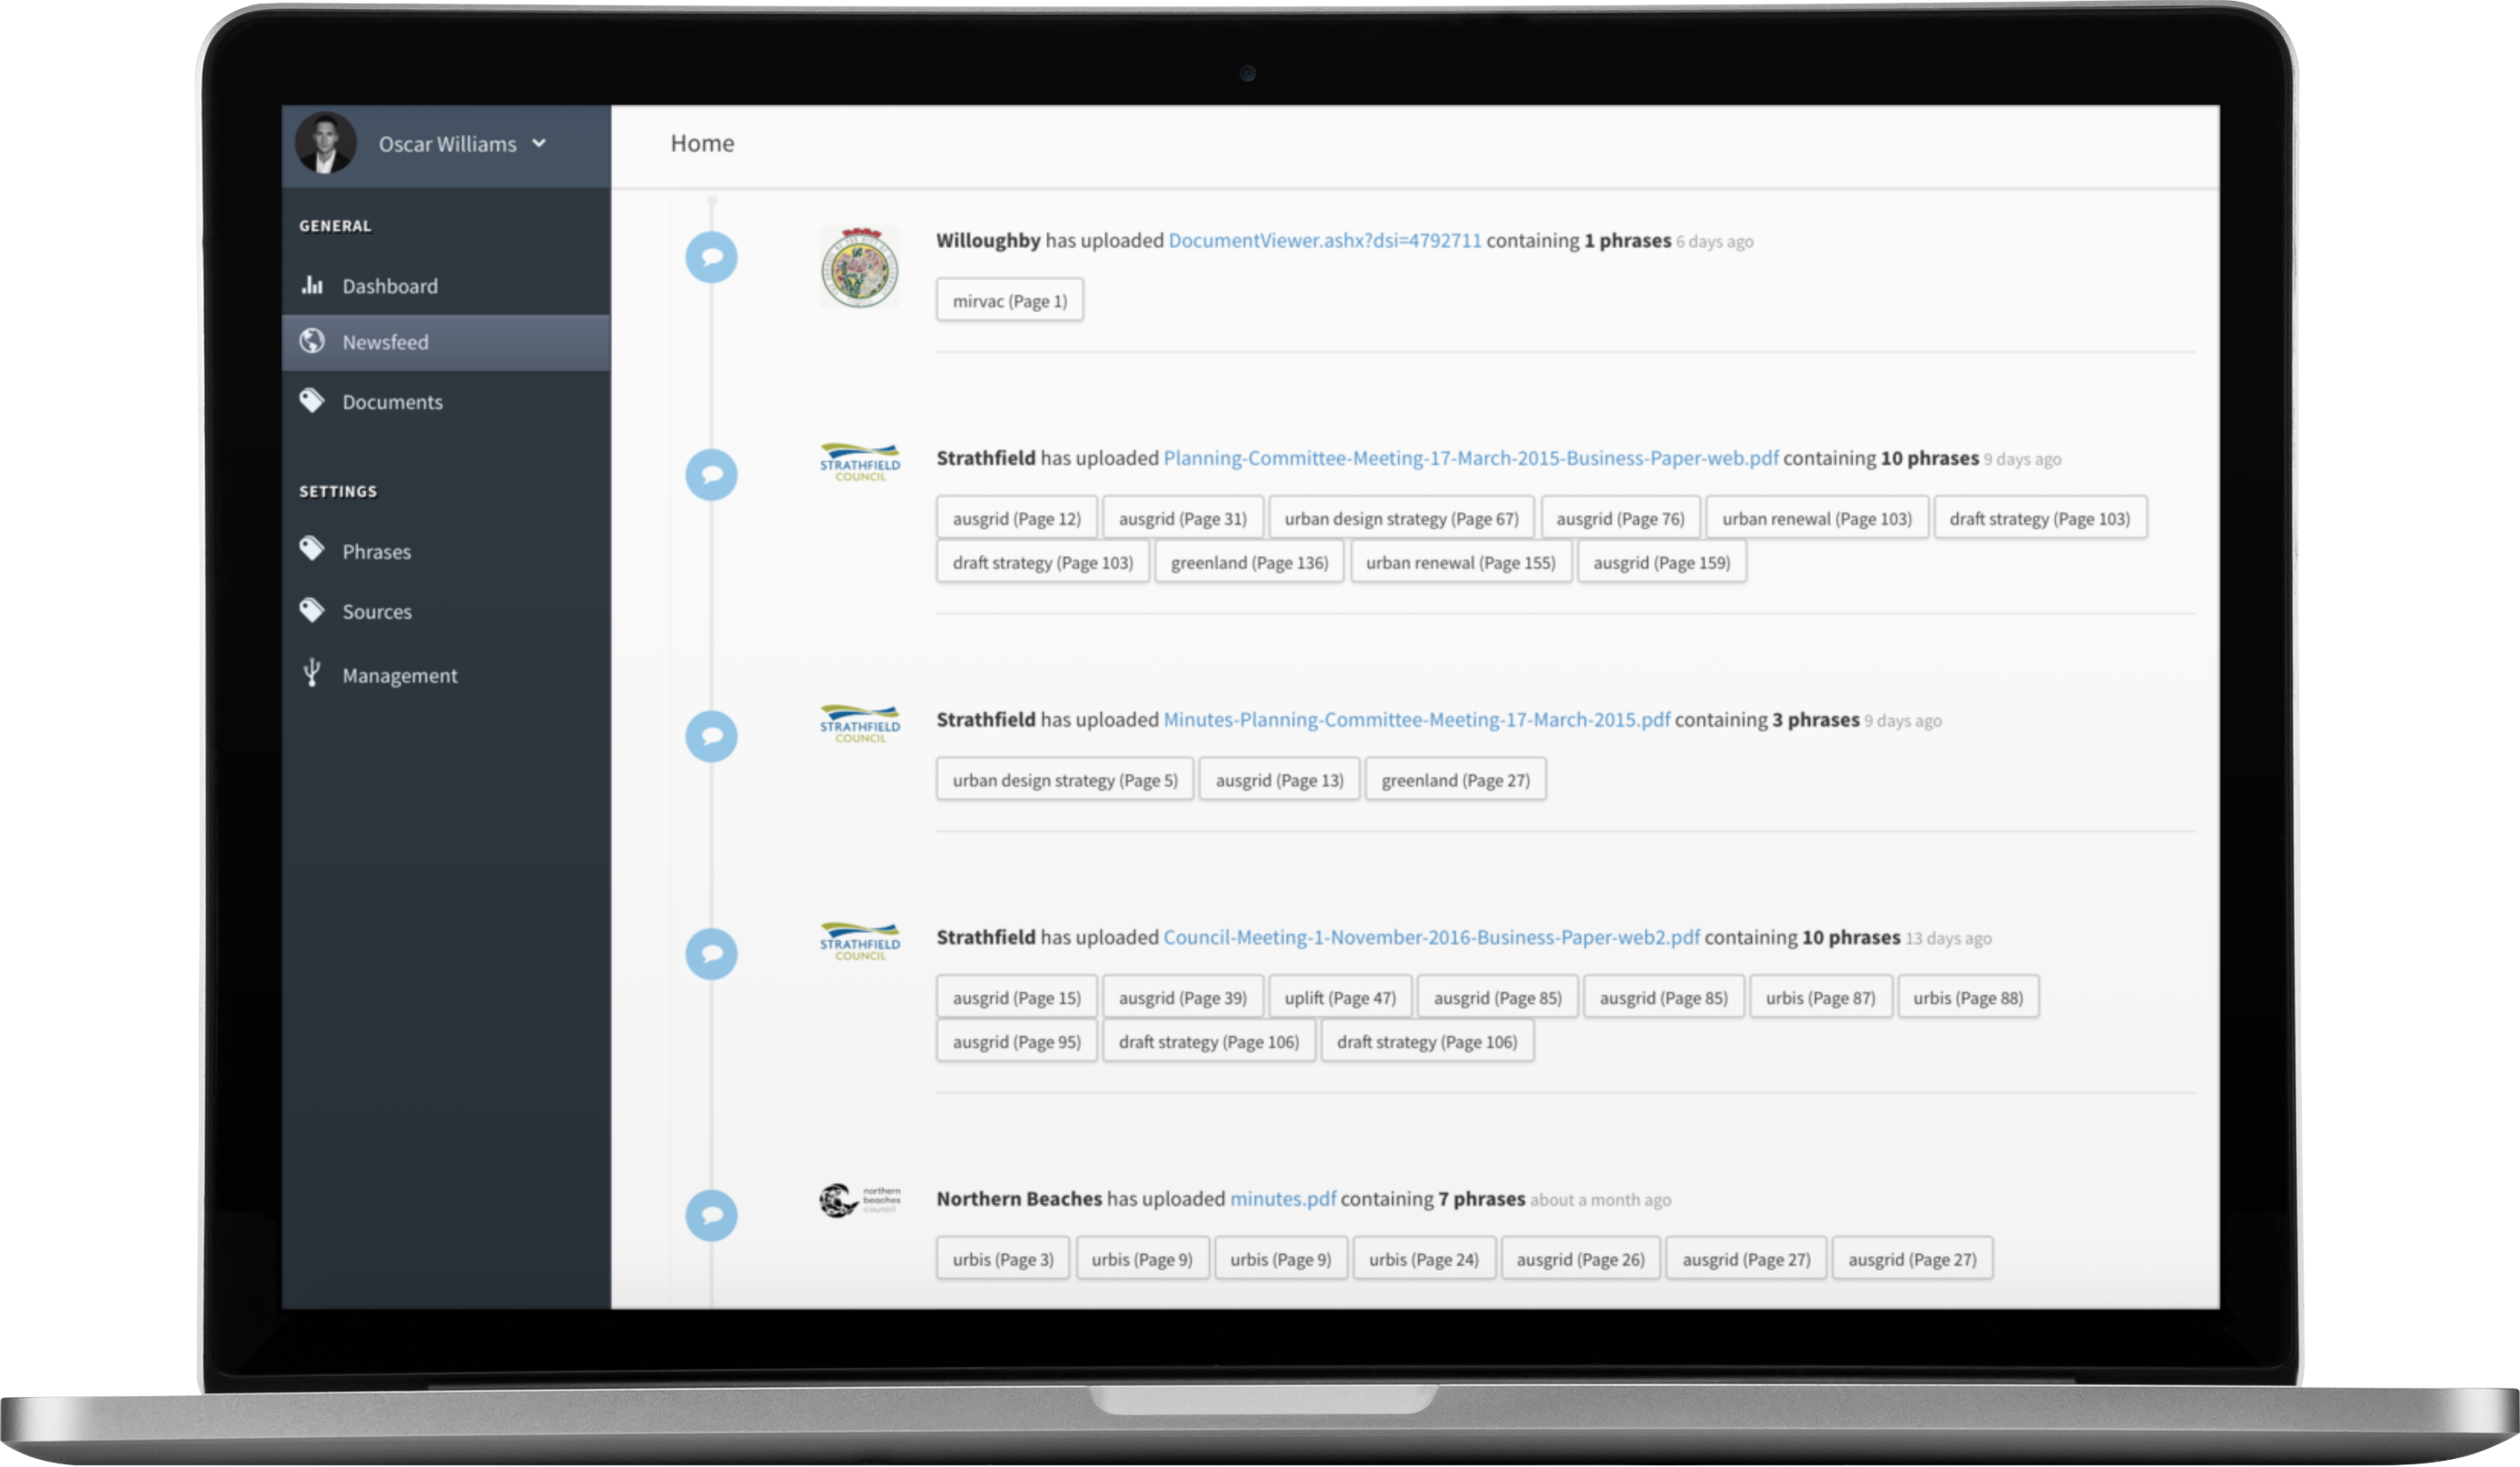 Oscar Williams
Home
GENERAL
Dashboard
Newsfeed
Documents
SETTINGS
Phrases
Sources
Management
Willoughby has uploaded DocumentViewer.ashx?dsi=4792711 containing 1 phrases 6 days ago
mirvac (Page 1)
STRATHFIELD
COUNCIL
Strathfield has uploaded Planning-Committee-Meeting-17-March-2015-Business-Paper-web.pdf containing 10 phrases 9 days ago
ausgrid (Page 12) ausgrid (Page 31) urban design strategy (Page 67) ausgrid (Page 76) urban renewal (Page 103) draft strategy (Page 103)
draft strategy (Page 103) greenland (Page 136) urban renewal (Page 155) ausgrid (Page 159)
STRATHFIELD
COUNCIL
Strathfield has uploaded Minutes-Planning-Committee-Meeting-17-March-2015.pdf containing 3 phrases 9 days ago
urban design strategy (Page 5) ausgrid (Page 13) greenland (Page 27)
STRATHFIELD
COUNCIL
Strathfield has uploaded Council-Meeting-1-November-2016-Business-Paper-web2.pdf containing 10 phrases 13 days ago
ausgrid (Page 15) ausgrid (Page 39) uplift (Page 47) ausgrid (Page 85) ausgrid (Page 85) urbis (Page 87) urbis (Page 88)
ausgrid (Page 95) draft strategy (Page 106) draft strategy (Page 106)
northern
beaches
council
Northern Beaches has uploaded minutes.pdf containing 7 phrases about a month ago
urbis (Page 3) urbis (Page 9) urbis (Page 9) urbis (Page 24) ausgrid (Page 26) ausgrid (Page 27) ausgrid (Page 27)